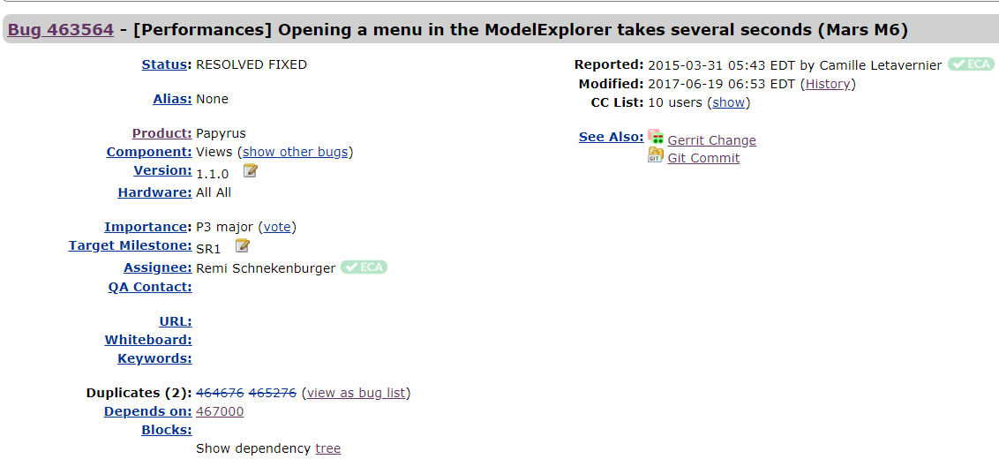 Bug 463564 - [Performances] Opening a menu in the ModelExplorer takes several seconds (Mars M6)
Status: RESOLVED FIXED
Alias: None
Product: Papyrus
Component: Views (show other bugs)
Version: 1.1.0
Hardware: All All
Importance: P3 major (vote)
Target Milestone: SR1
Assignee: Remi Schnekenburger ECA
QA Contact:
URL:
Whiteboard:
Keywords:
Duplicates (2): 464676 465276 (view as bug list)
Depends on: 467000
Blocks:
Show dependency tree
Reported: 2015-03-31 05:43 EDT by Camille Letavernier ECA
Modified: 2017-06-19 06:53 EDT (History)
CC List: 10 users (show)
See Also: Gerrit Change
GIT Git Commit